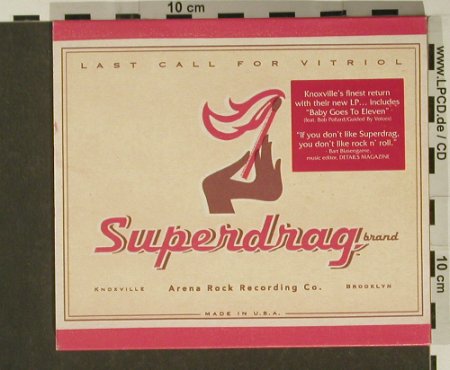 10 cm
LAST CALL FOR VITRIOL
Knoxville's finest return
with their new LP... includes
"Baby Goes To Eleven"
(feat. Bob Pollard/Guided By Voices)
"If you don't like Superdrag,
you don't like rock n' roll."
- Bart Blasengame,
music editor, DETAILS MAGAZINE
Superdrag!
brand
KNOXVILLE
Arena Rock Recording Co.
BROOKLYN
MADE IN U.S.A.
www.LPCD.de / CD
10 cm